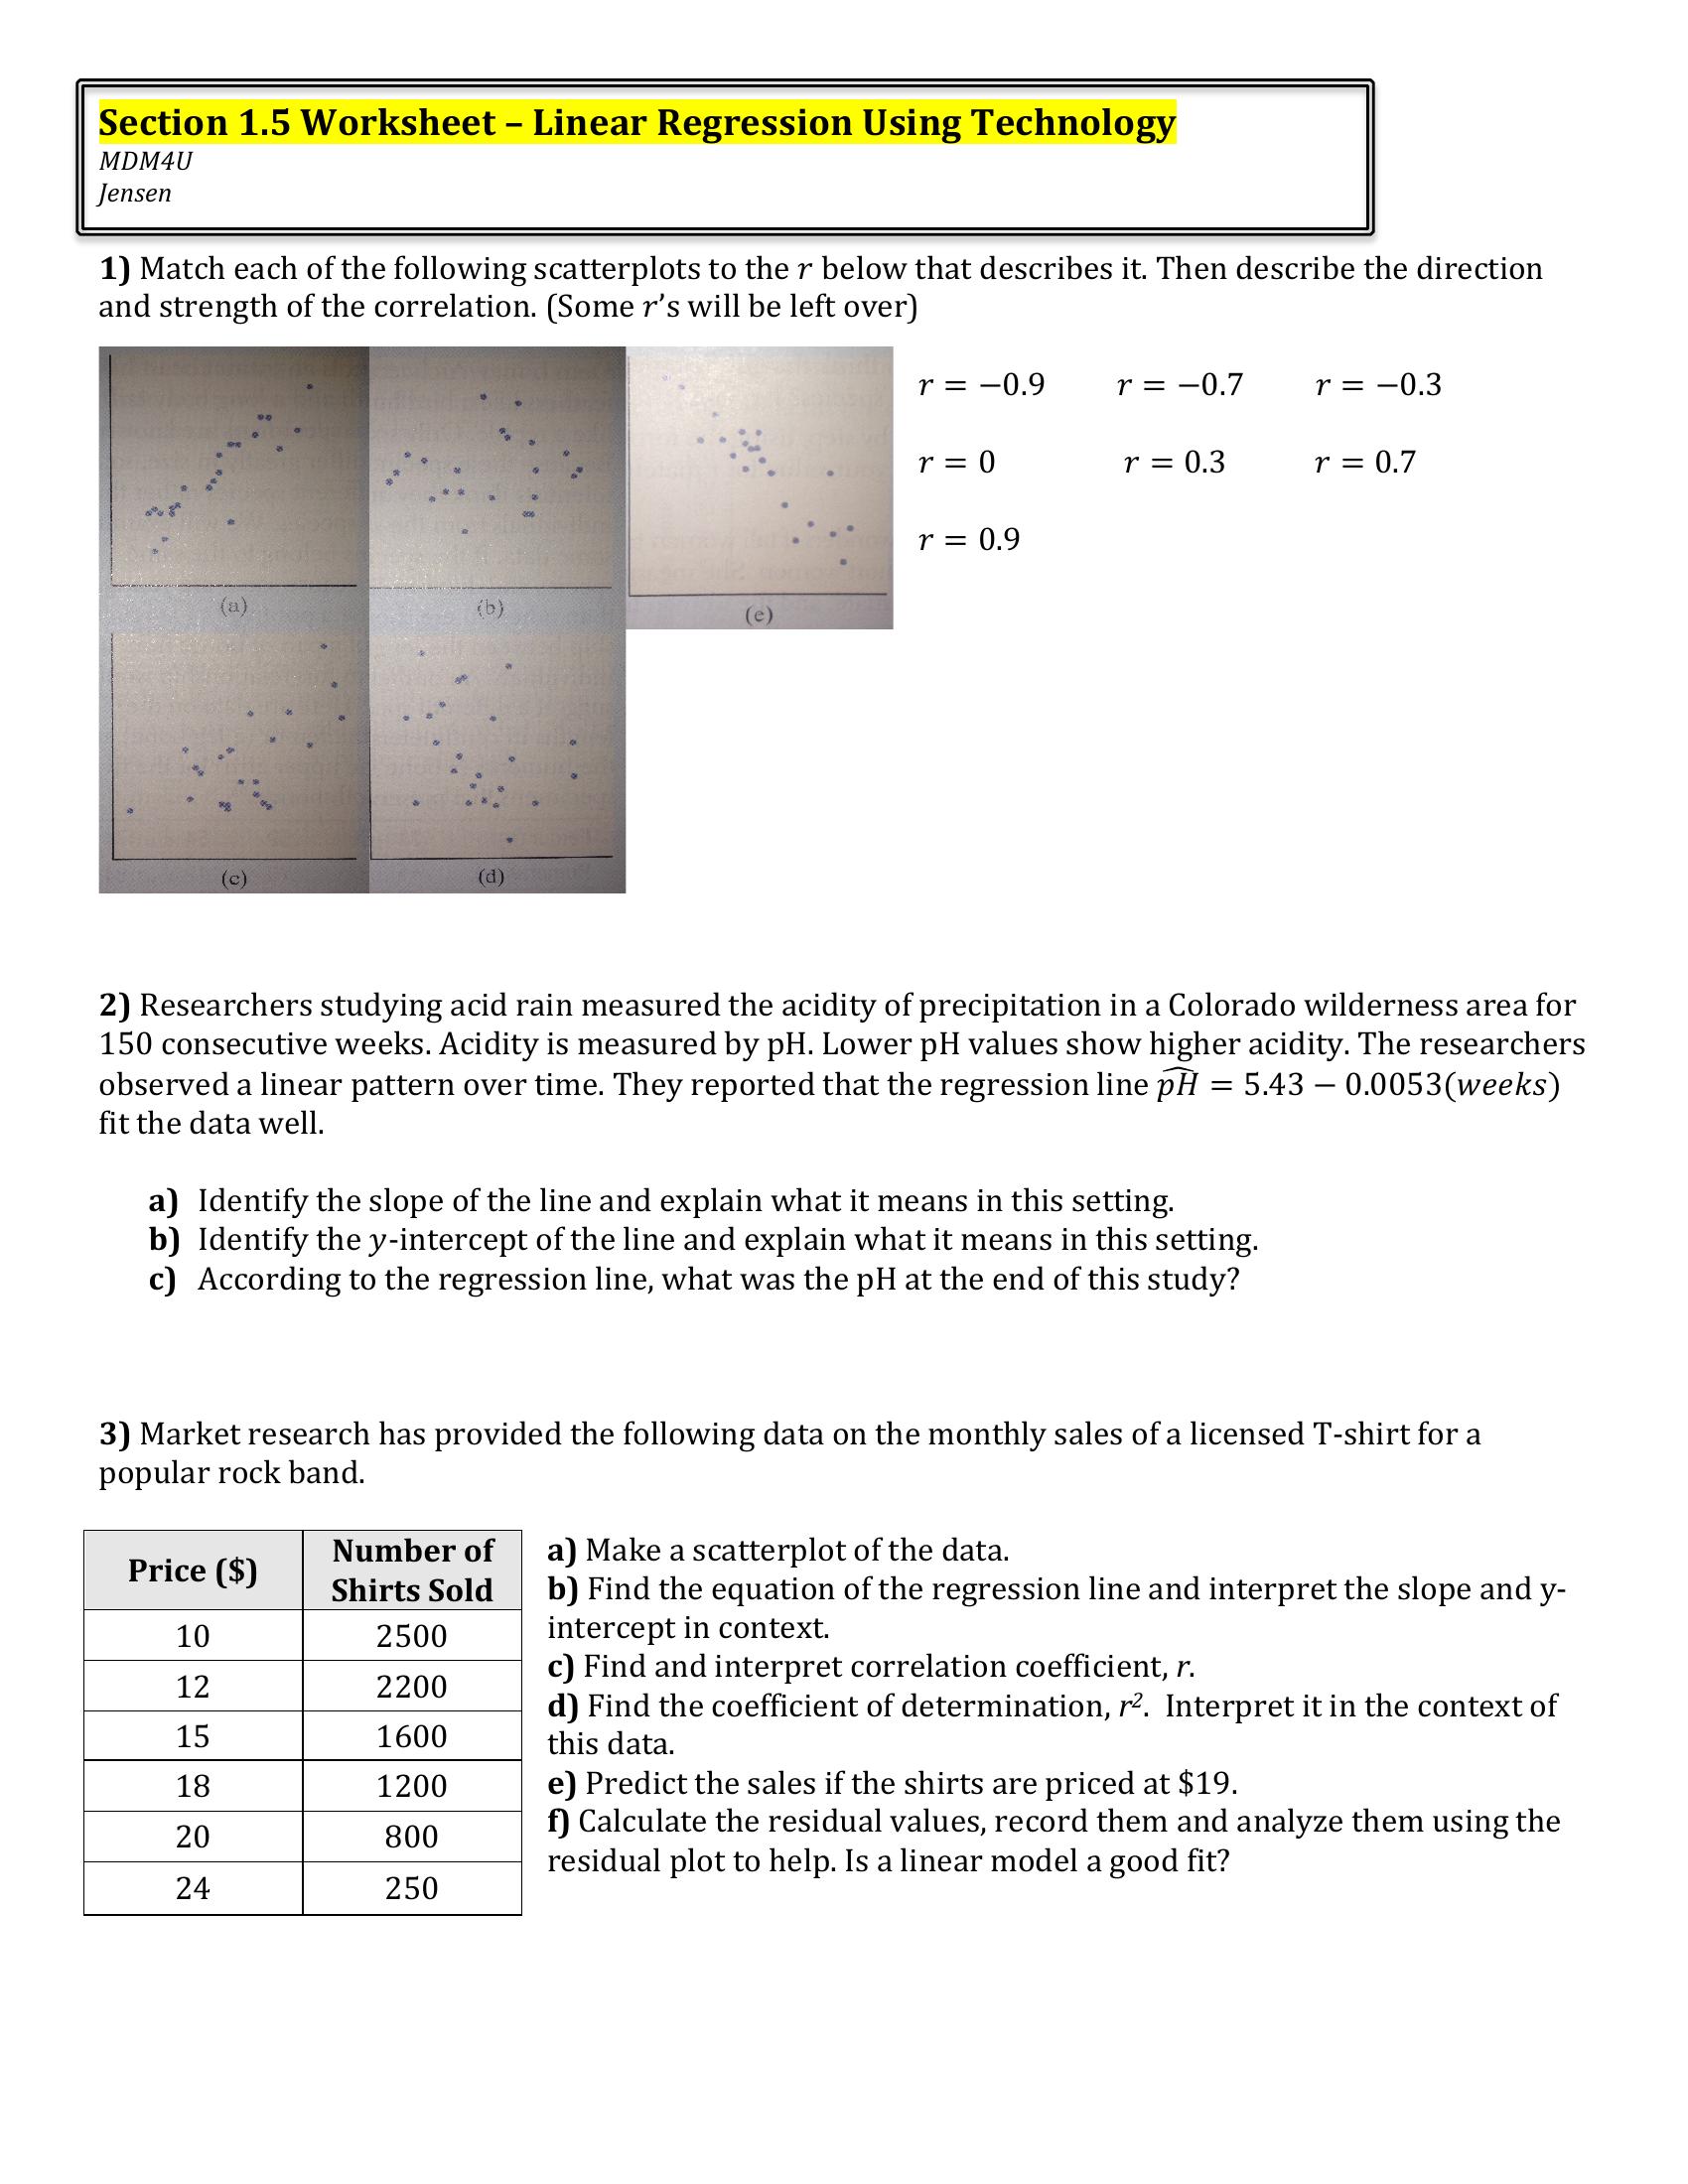 Section 1.5 Worksheet – Linear Regression Using Technology
MDM4U
Jensen
1) Match each of the following scatterplots to the r below that describes it. Then describe the direction
and strength of the correlation. (Some r's will be left over)
r = −0.9 r = −0.7 r = −0.3
r = 0 r = 0.3 r = 0.7
r = 0.9
(a) (b) (e)
(c) (d)
2) Researchers studying acid rain measured the acidity of precipitation in a Colorado wilderness area for
150 consecutive weeks. Acidity is measured by pH. Lower pH values show higher acidity. The researchers
observed a linear pattern over time. They reported that the regression line p͡H = 5.43 − 0.0053(weeks)
fit the data well.
a) Identify the slope of the line and explain what it means in this setting.
b) Identify the y-intercept of the line and explain what it means in this setting.
c) According to the regression line, what was the pH at the end of this study?
3) Market research has provided the following data on the monthly sales of a licensed T-shirt for a
popular rock band.
Price ($) Number of
Shirts Sold
10 2500
12 2200
15 1600
18 1200
20 800
24 250
a) Make a scatterplot of the data.
b) Find the equation of the regression line and interpret the slope and y-
intercept in context.
c) Find and interpret correlation coefficient, r.
d) Find the coefficient of determination, r². Interpret it in the context of
this data.
e) Predict the sales if the shirts are priced at $19.
f) Calculate the residual values, record them and analyze them using the
residual plot to help. Is a linear model a good fit?